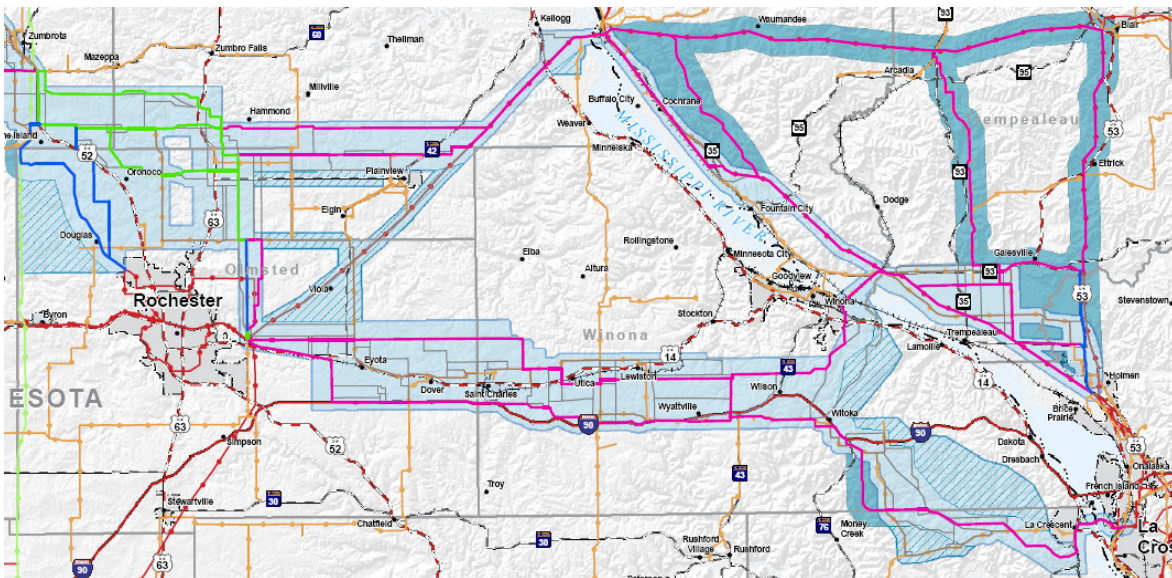 Zumbrota
Kellogg
Waumandee
93
Blair
60
Thellman
Zumbro Falls
Mazeppa
Arcadia
95
Millville
Buffalo City
Cochrane
Hammond
95
Trempealeau
53
Weaver
MISSISSIPPI RIVER
ne Island
52
Minneiska
35
42
Ettrick
Oronoco
Plainview
93
63
Elgin
Fountain City
Dodge
Douglas
Rollingstone
Elba
Minnesota City
Galesville
Olmsted
Altura
93
Goodview
Viola
Rochester
Winona
35
53
Stevenstown
Byron
Stockton
Trempealeau
Winona
Lamoille
14
Eyota
Lewiston
43
14
Dover
Utica
Wilson
Holmen
Saint Charles
ESOTA
Wyattville
Brice
Prairie
Witoka
63
90
90
Dakota
53
Simpson
52
Dresbach
Onalaska
43
Troy
French Island
Stewartville
30
La Crescent
Chatfield
76
Money
Creek
La
Cros
30
Rushford
Village
Rushford
90
63